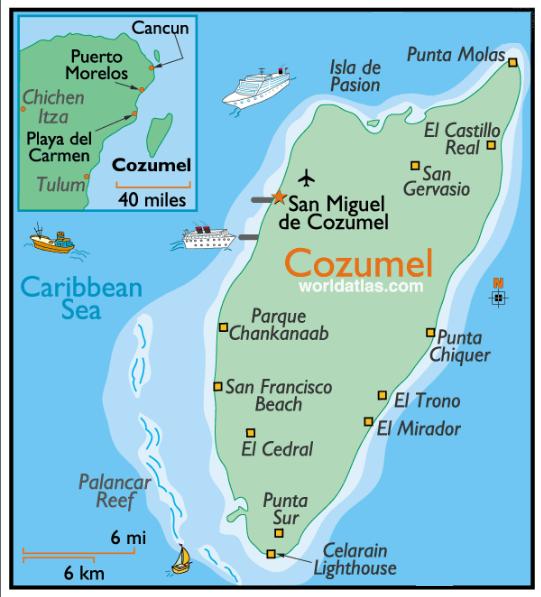 Cancun
Puerto
Morelos
Chichen
Itza
Playa del
Carmen
Cozumel
Tulum
40 miles
Isla de
Pasion
Punta Molas
El Castillo
Real
San
Gervasio
San Miguel
de Cozumel
Cozumel
worldatlas.com
Caribbean
Sea
N
Parque
Chankanaab
Punta
Chiquer
San Francisco
Beach
El Trono
El Mirador
El Cedral
Palancar
Reef
Punta
Sur
6 mi
6 km
Celarain
Lighthouse